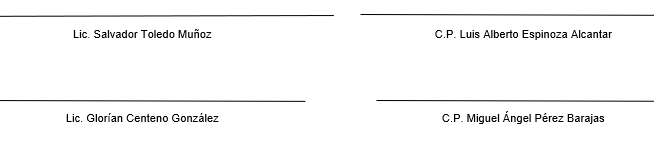 Lic. Salvador Toledo Muñoz
C.P. Luis Alberto Espinoza Alcantar
Lic. Glorían Centeno González
C.P. Miguel Ángel Pérez Barajas